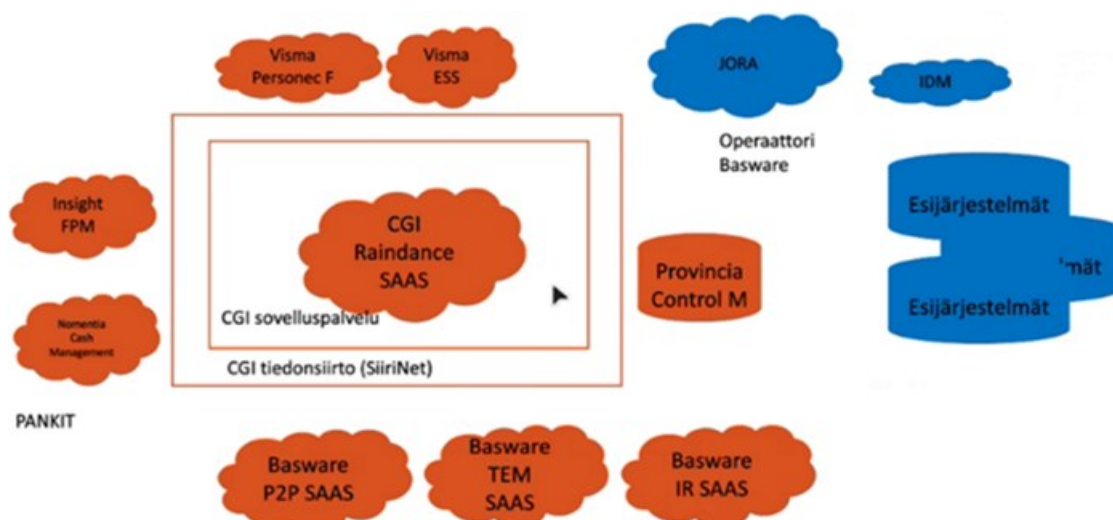 Visma
Personec F
Visma
ESS
JORA
IDM
Operaattori
Basware
Insight
FPM
CGI
Raindance
SAAS
Provincia
Control M
Esijärjestelmät
Esijärjestelmät
CGI sovelluspalvelu
Nomentia
Cash
Management
CGI tiedonsiirto (SiiriNet)
PANKIT
Basware
P2P SAAS
Basware
TEM
SAAS
Basware
IR SAAS